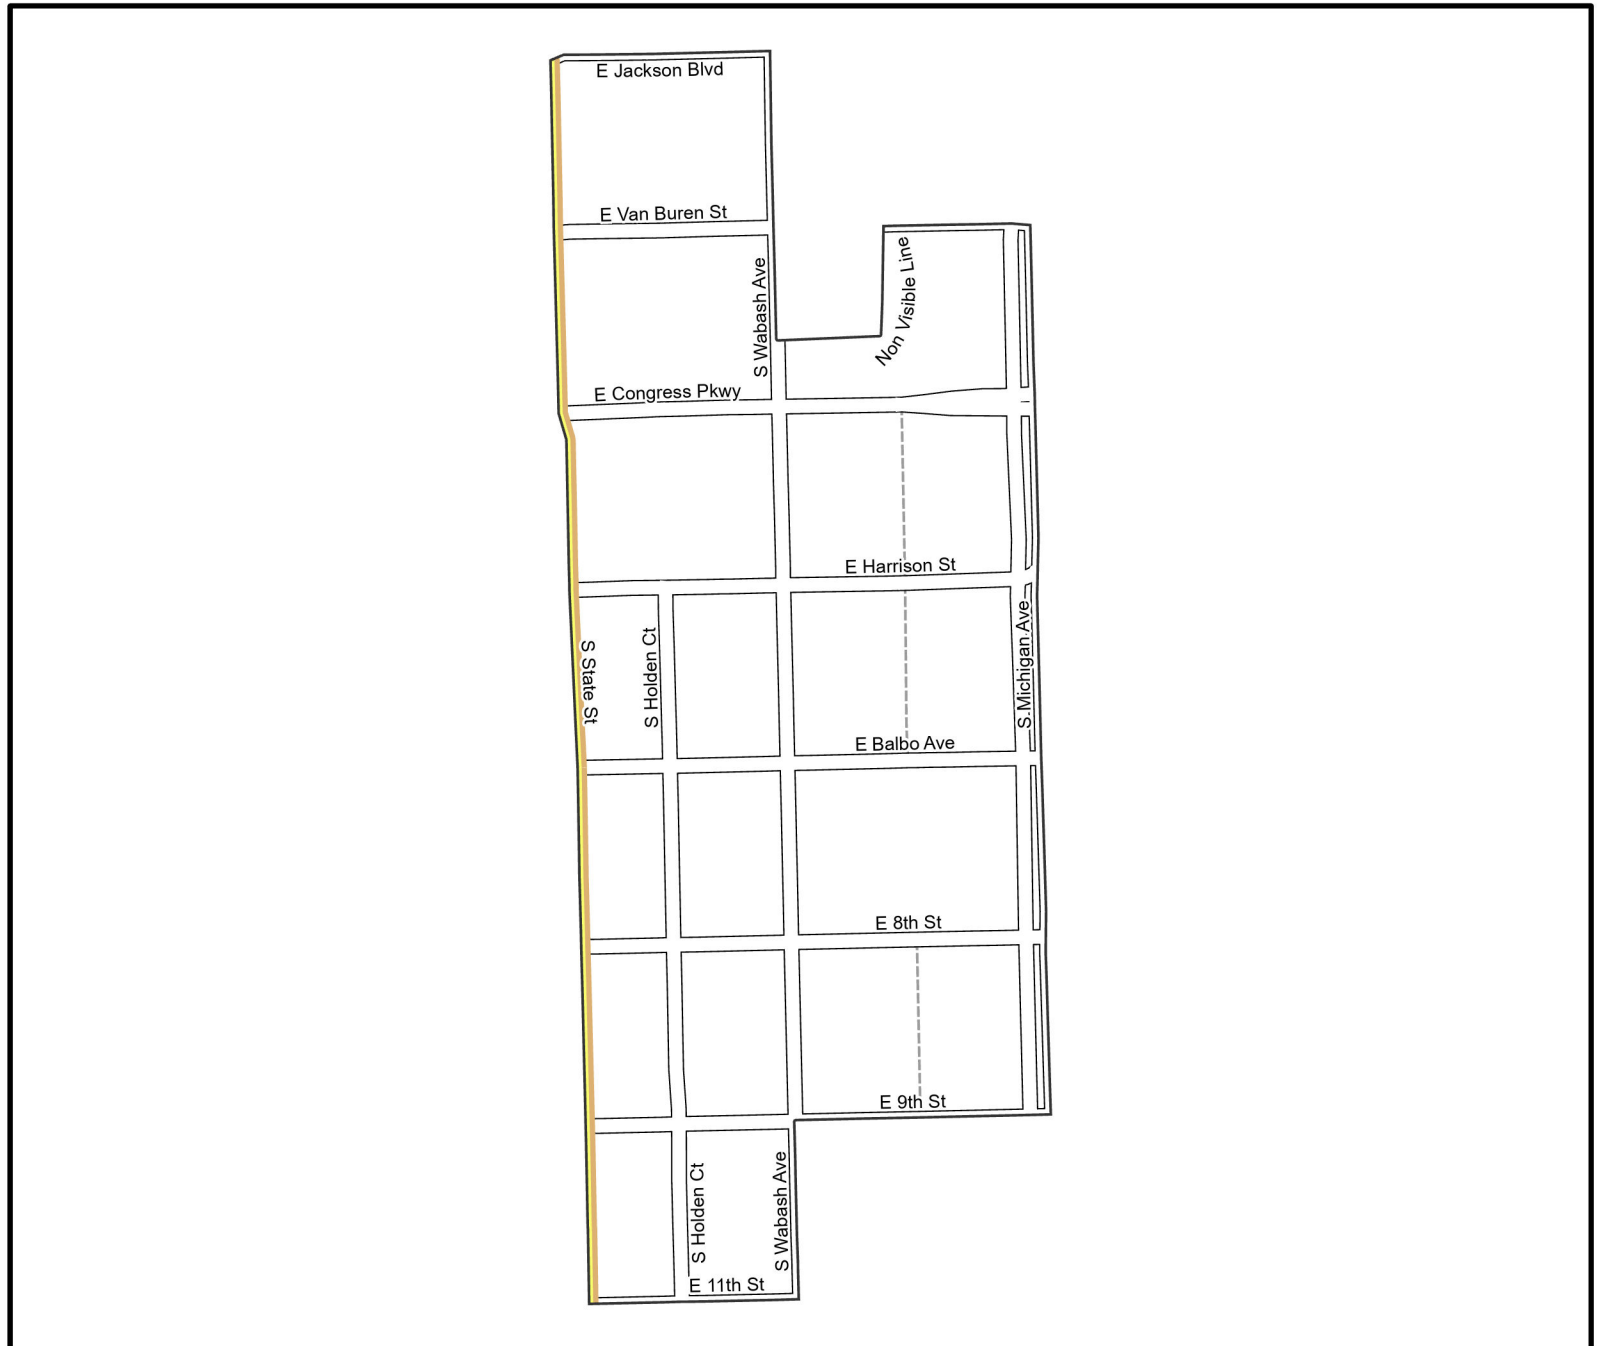 E Jackson Blvd
E Van Buren St
Non Visible Line
S Wabash Ave
E Congress Pkwy
E Harrison St
S Michigan Ave
S Holden Ct
S State St
E Balbo Ave
E 8th St
E 9th St
S Holden Ct
S Wabash Ave
E 11th St